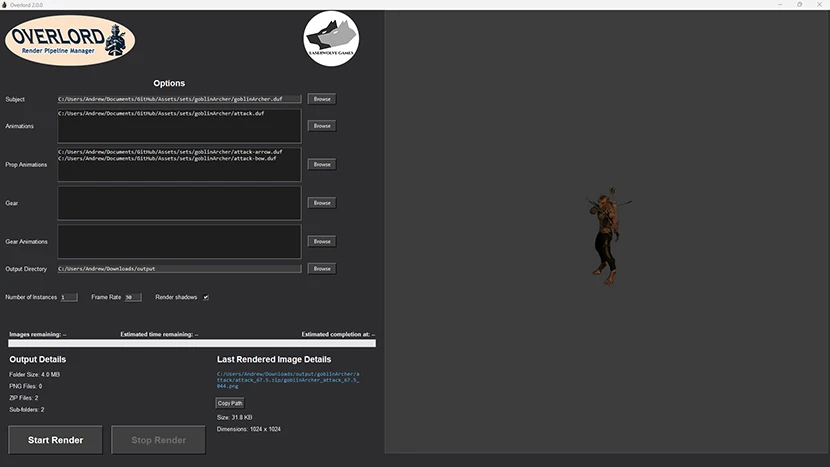 Overlord 2.0.0
OVERLORD
Render Pipeline Manager
LANDEWOLVE GAMES
Options
Subject
C:/Users/Andrew/Documents/GitHub/Assets/sets/goblinArcher/goblinArcher.duf
Browse
Animations
C:/Users/Andrew/Documents/GitHub/Assets/sets/goblinArcher/attack.duf
Browse
Prop Animations
C:/Users/Andrew/Documents/GitHub/Assets/sets/goblinArcher/attack-arrow.duf
C:/Users/Andrew/Documents/GitHub/Assets/sets/goblinArcher/attack-bow.duf
Browse
Gear
Browse
Gear Animations
Browse
Output Directory
C:/Users/Andrew/Downloads/output
Browse
Number of Instances 1 Frame Rate 30 Render shadows
Images remaining: -- Estimated time remaining: -- Estimated completion at: --
Output Details
Folder Size: 4.0 MB
PNG Files: 0
ZIP Files: 2
Sub-folders: 2
Last Rendered Image Details
C:/Users/Andrew/Downloads/output/goblinArcher/a
ttack/attack_67.5.zip/goblinArcher_attack_67.5_
044.png
Copy Path
Size: 31.8 KB
Dimensions: 1024 x 1024
Start Render
Stop Render